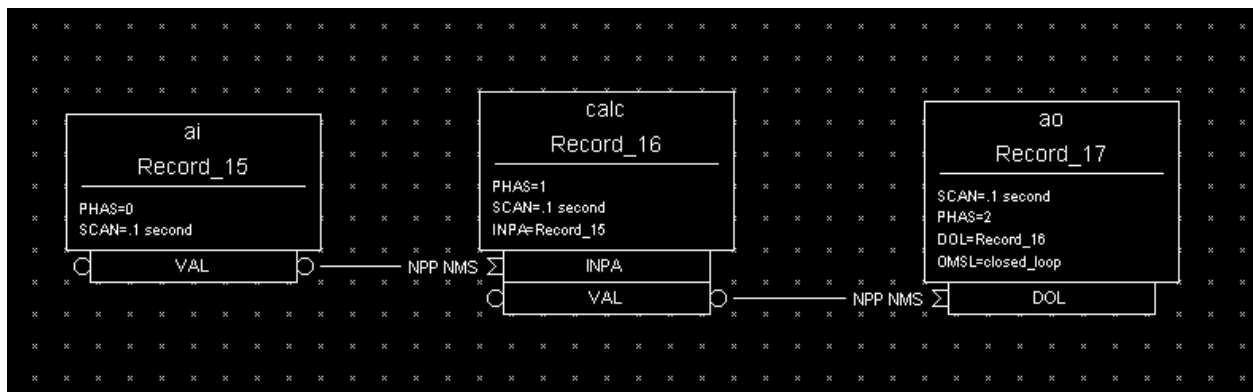 ai
Record_15
PHAS=0
SCAN=.1 second
VAL
calc
Record_16
PHAS=1
SCAN=.1 second
INPA=Record_15
NPP NMS INPA
VAL
ao
Record_17
SCAN=.1 second
PHAS=2
DOL=Record_16
OMSL=closed_loop
NPP NMS DOL